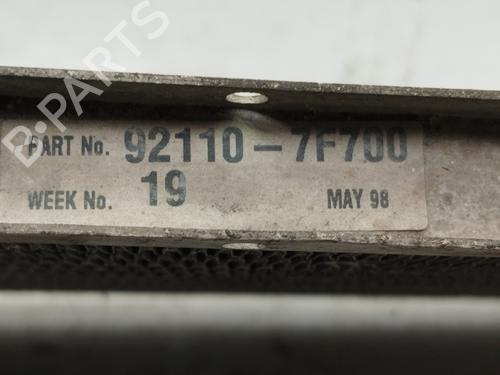 B-PARTS
PART No. 92110-7F700
WEEK No. 19 MAY 98